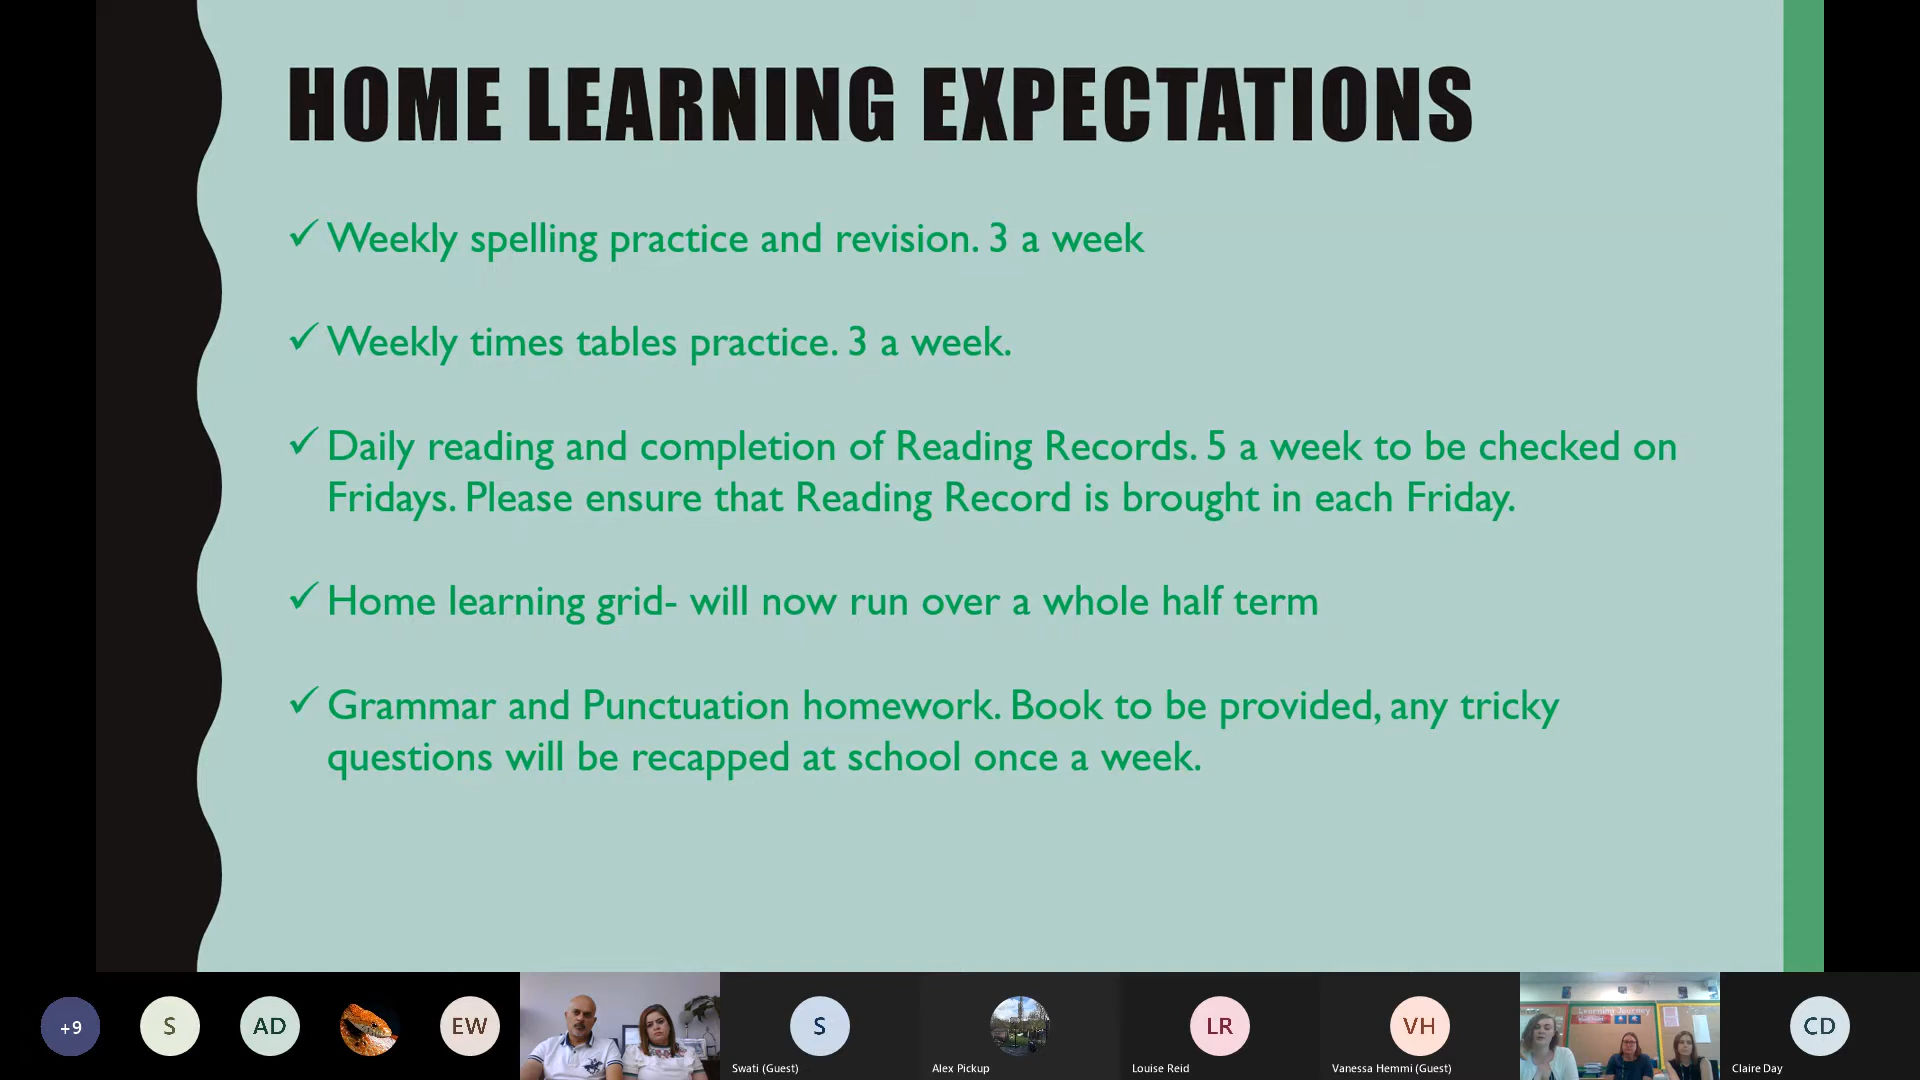 HOME LEARNING EXPECTATIONS
✓ Weekly spelling practice and revision. 3 a week
✓ Weekly times tables practice. 3 a week.
✓ Daily reading and completion of Reading Records. 5 a week to be checked on
Fridays. Please ensure that Reading Record is brought in each Friday.
✓ Home learning grid- will now run over a whole half term
✓ Grammar and Punctuation homework. Book to be provided, any tricky
questions will be recapped at school once a week.
+9
S
AD
EW
S
LR
VH
Learning Journey
CD
Swati (Guest)
Alex Pickup
Louise Reid
Vanessa Hemmi (Guest)
Claire Day